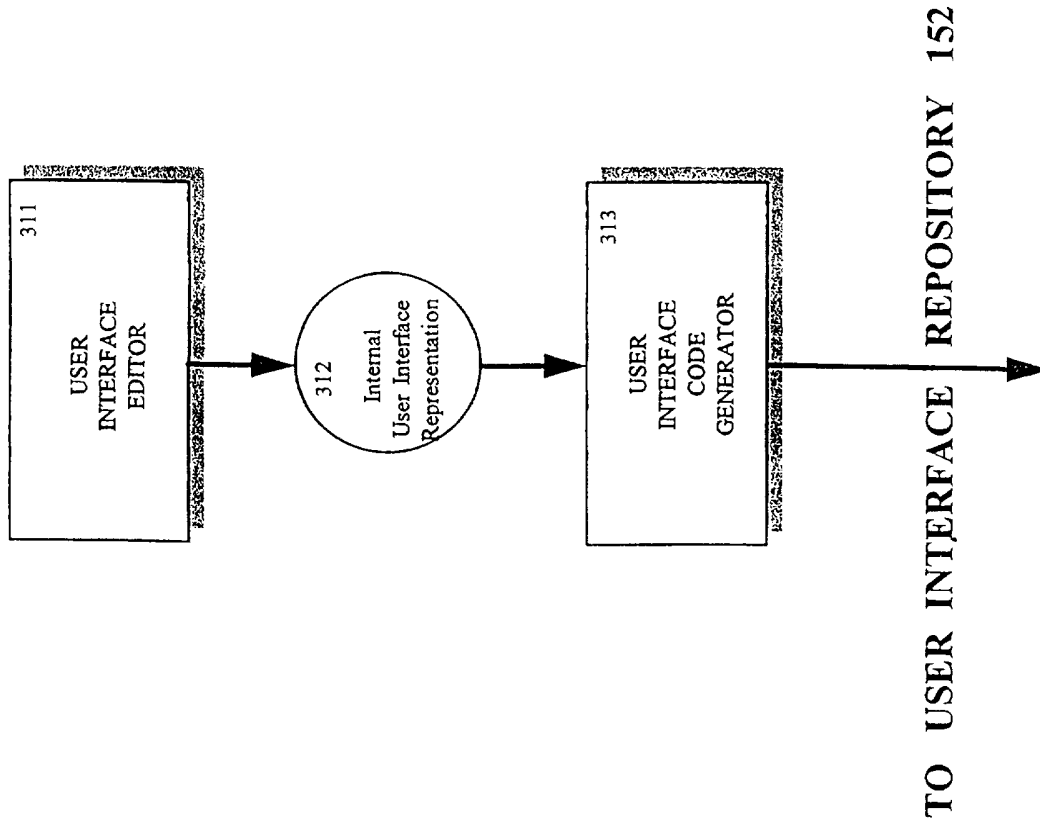 311
USER
INTERFACE
EDITOR
312
Internal
User Interface
Representation
313
USER
INTERFACE
CODE
GENERATOR
TO USER INTERFACE REPOSITORY 152